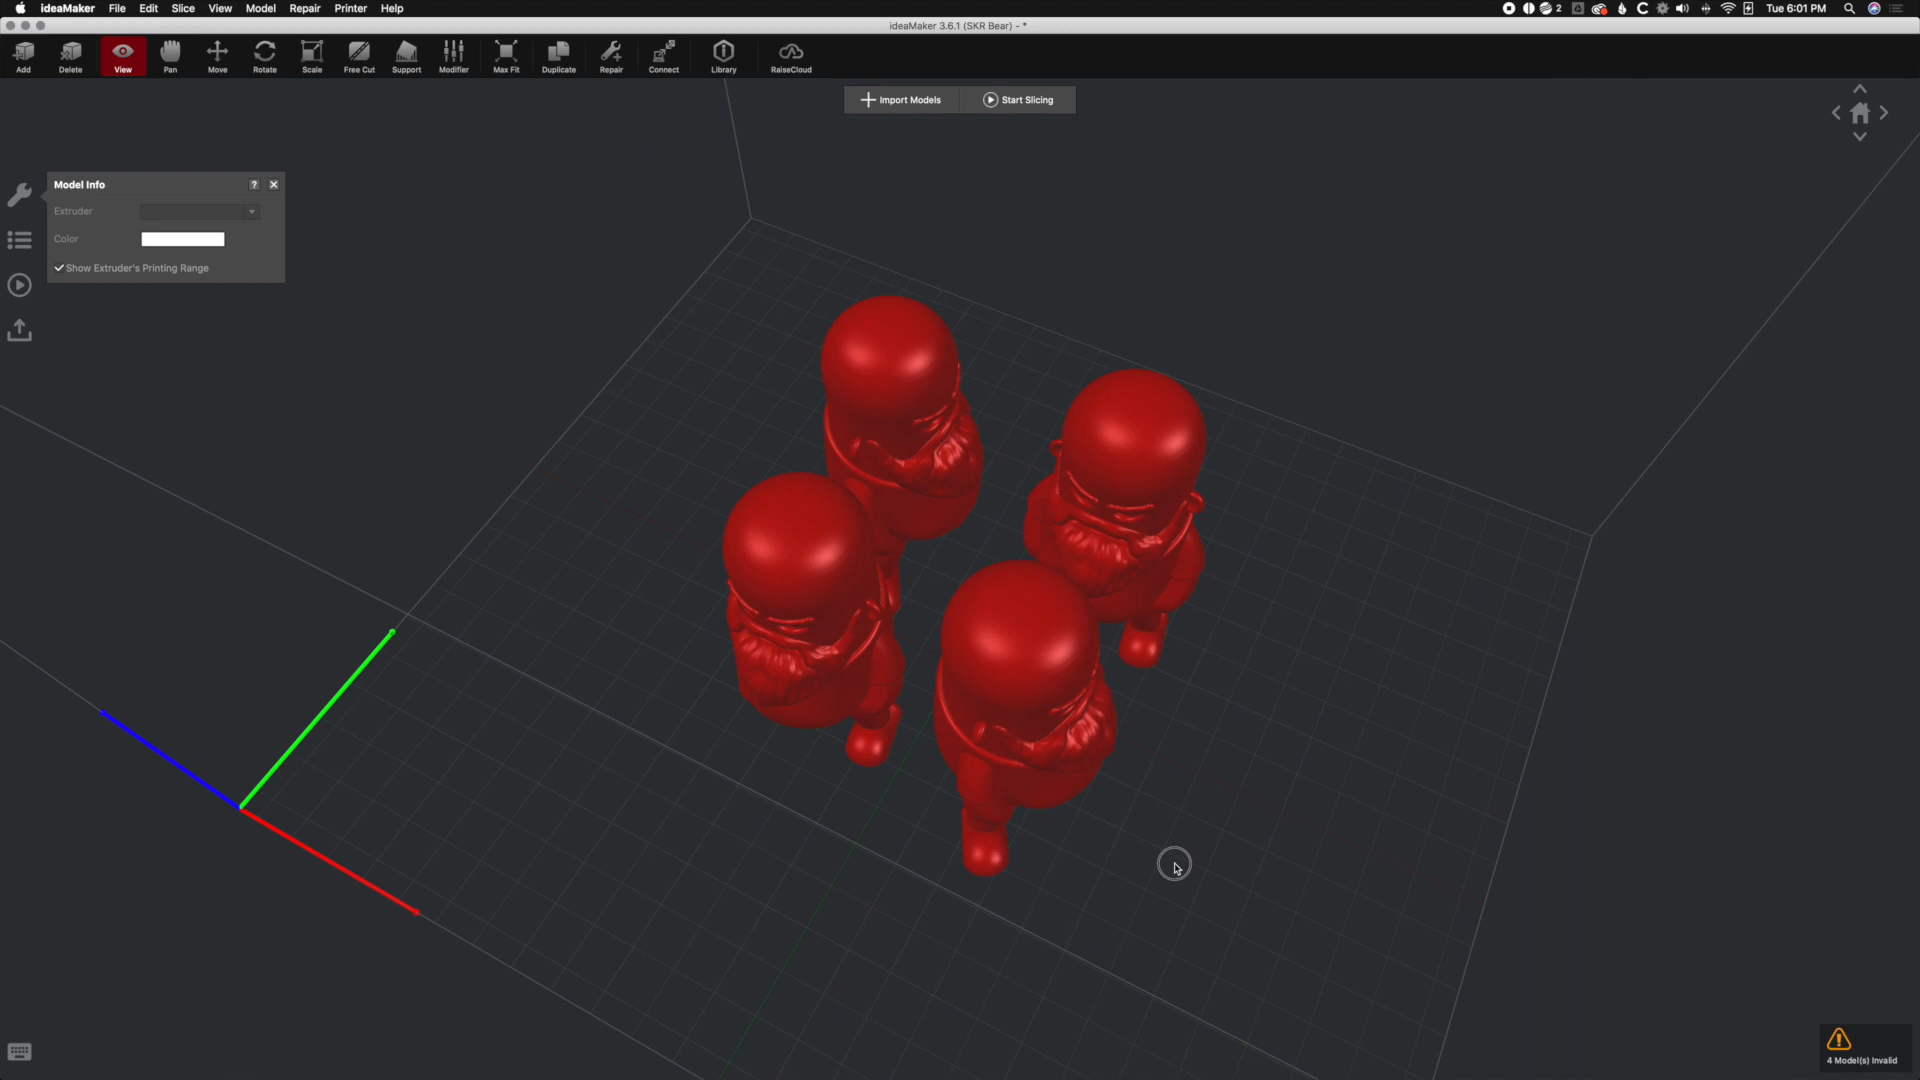 ideaMaker File Edit Slice View Model Repair Printer Help
2 Tue 6:01 PM
ideaMaker 3.6.1 (SKR Bear) - *
Add Delete View Pan Move Rotate Scale Free Cut Support Modifier Max Fit Duplicate Repair Connect Library RaiseCloud
Import Models Start Slicing
Model Info ?
Extruder
Color
Show Extruder's Printing Range
4 Model(s) Invalid